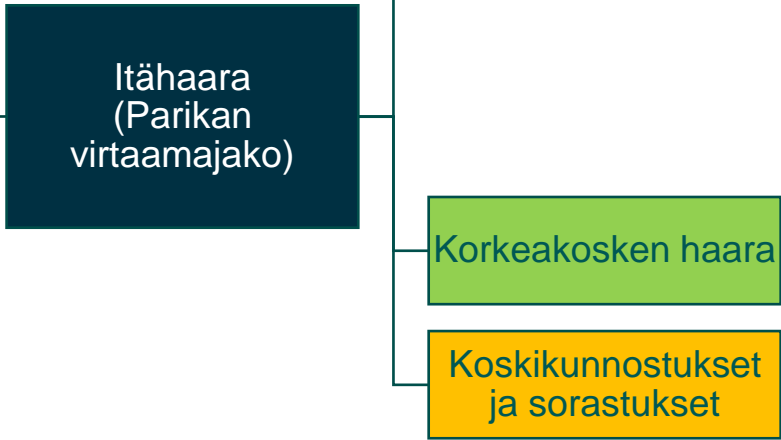 Itähaara
(Parikan
virtaamajako)
Korkeakosken haara
Koskikunnostukset
ja sorastukset